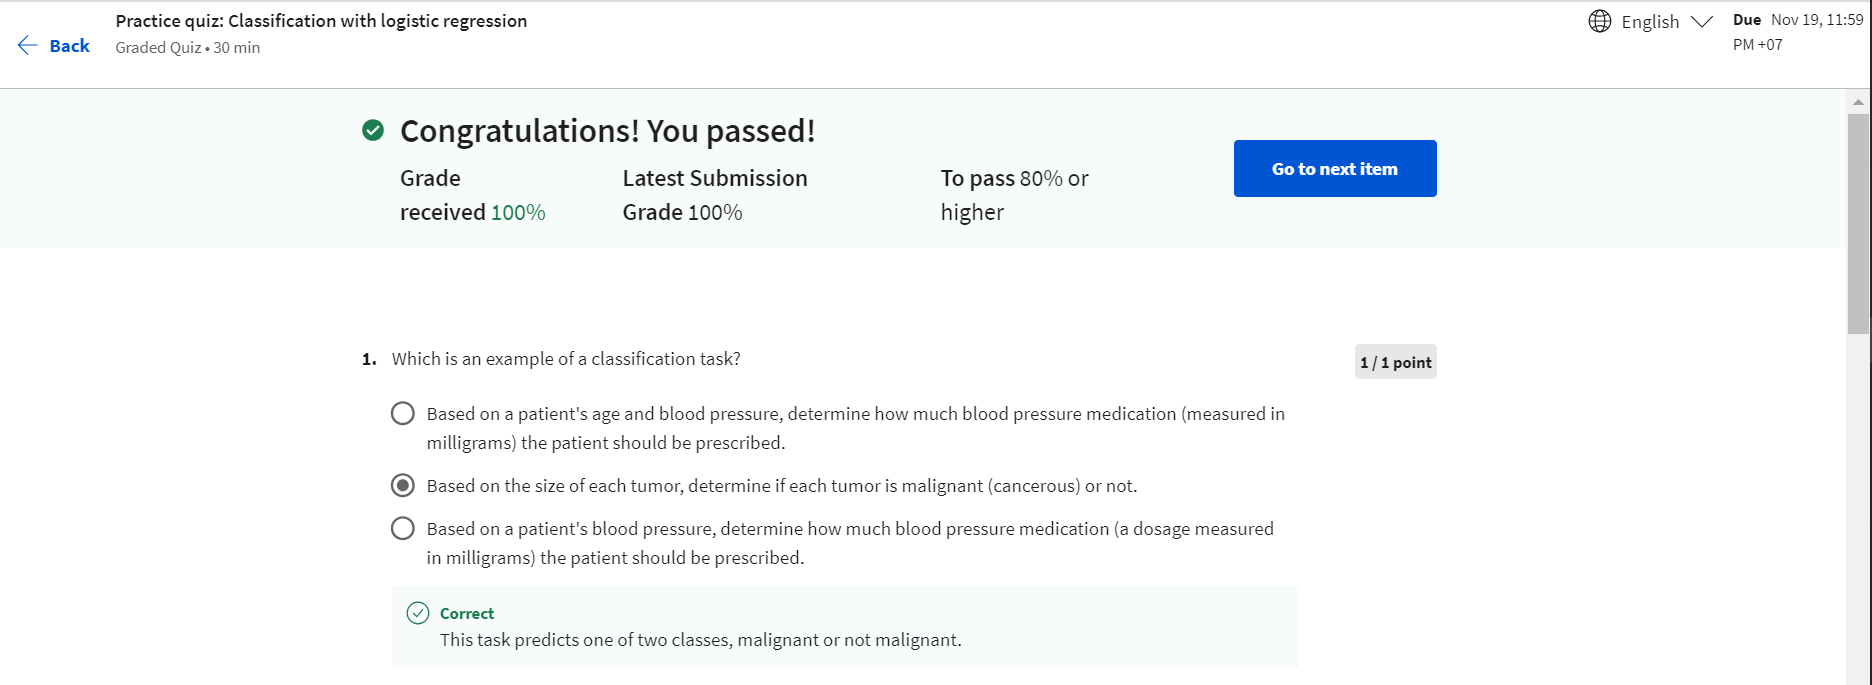 Practice quiz: Classification with logistic regression
Back
Graded Quiz • 30 min
English
Due Nov 19, 11:59
PM +07
Congratulations! You passed!
Grade
received 100%
Latest Submission
Grade 100%
To pass 80% or
higher
Go to next item
1. Which is an example of a classification task?
1 / 1 point
Based on a patient's age and blood pressure, determine how much blood pressure medication (measured in
milligrams) the patient should be prescribed.
Based on the size of each tumor, determine if each tumor is malignant (cancerous) or not.
Based on a patient's blood pressure, determine how much blood pressure medication (a dosage measured
in milligrams) the patient should be prescribed.
Correct
This task predicts one of two classes, malignant or not malignant.